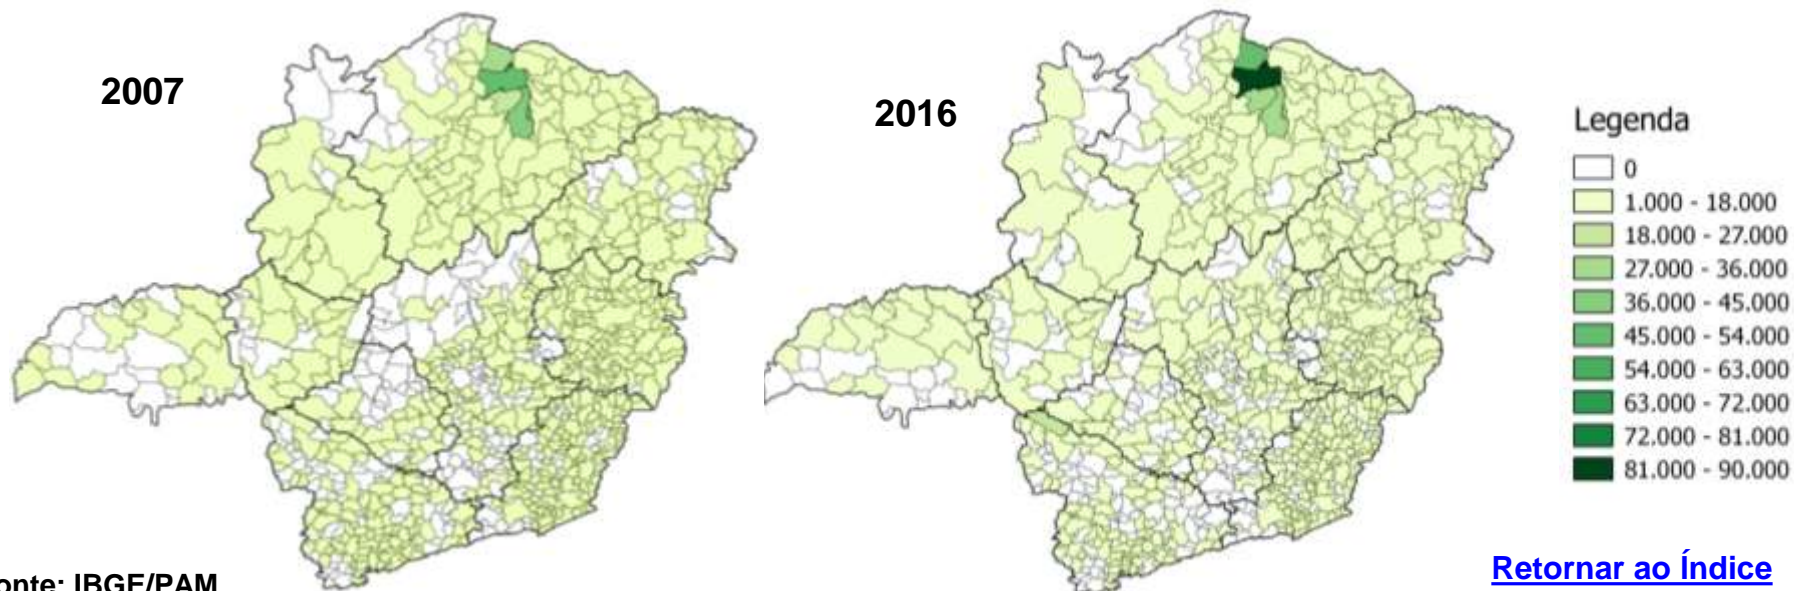 2007
2016
Legenda
0
1.000 - 18.000
18.000 - 27.000
27.000 - 36.000
36.000 - 45.000
45.000 - 54.000
54.000 - 63.000
63.000 - 72.000
72.000 - 81.000
81.000 - 90.000
onte: IBGE/PAM
Retornar ao Índice